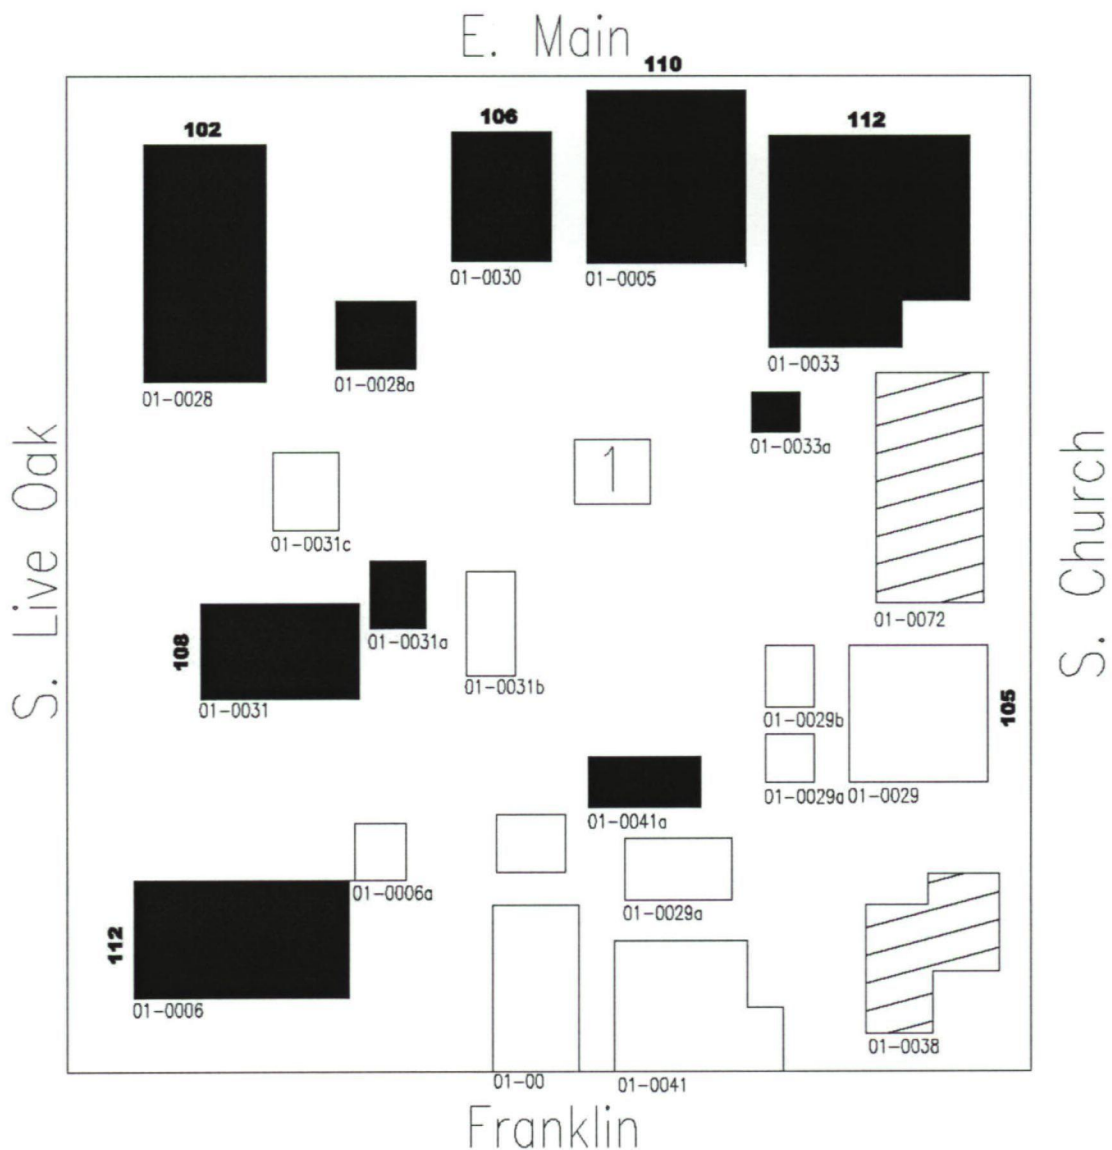 E. Main
110
102
106
112
01-0030
01-0005
01-0033
01-0028a
01-0028
01-0033a
S. Live Oak
1
S. Church
01-0031c
01-0072
01-0031a
108
01-0031b
01-0031
105
01-0029b
01-0029a
01-0029
01-0041a
01-0006a
01-0029a
112
01-0006
01-0038
01-00
01-0041
Franklin